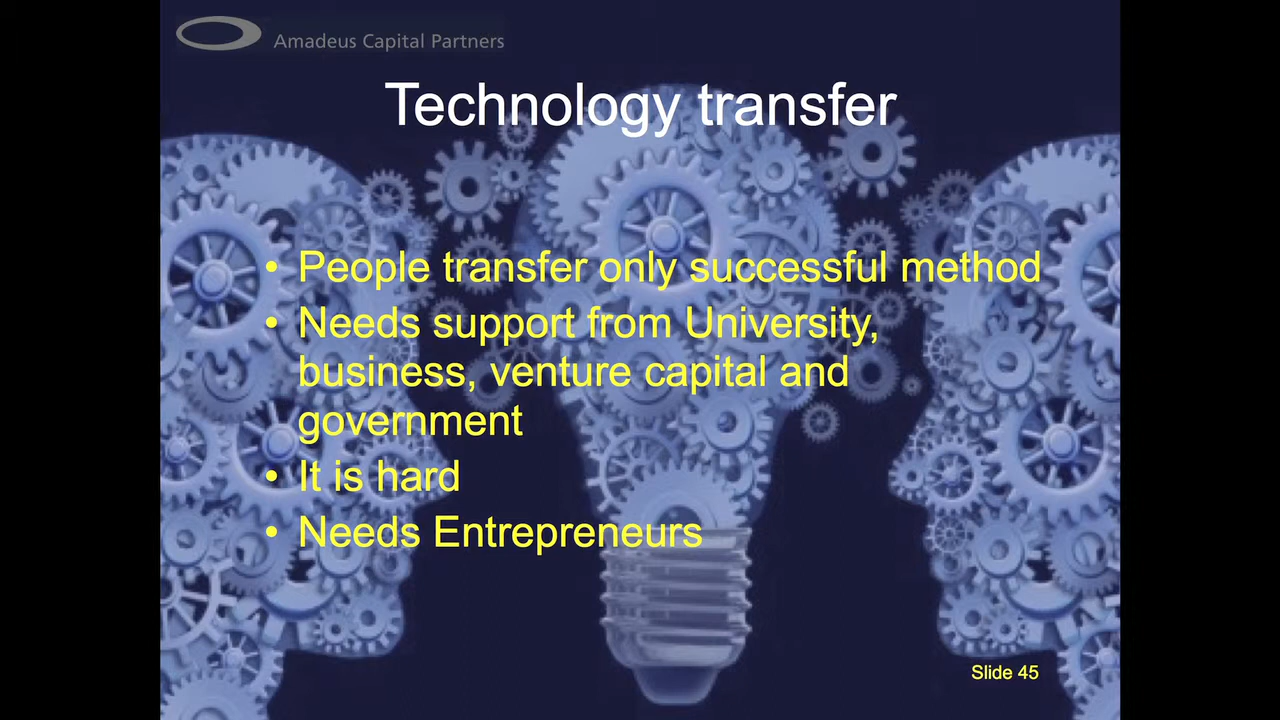 Amadeus Capital Partners
Technology transfer
• People transfer only successful method
• Needs support from University,
business, venture capital and
government
• It is hard
• Needs Entrepreneurs
Slide 45